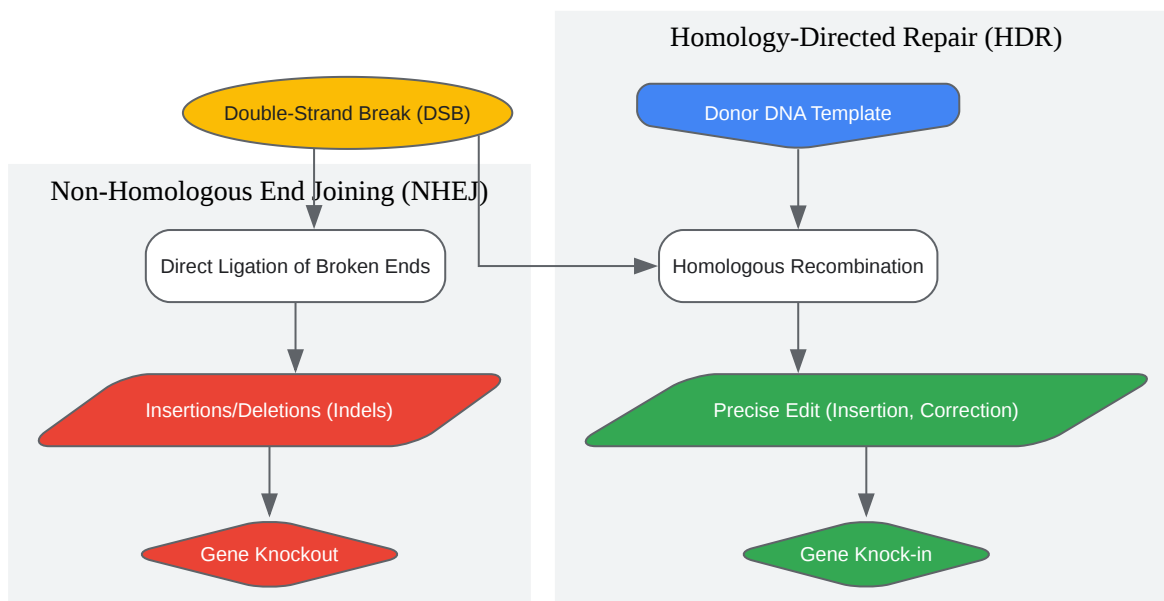 Homology-Directed Repair (HDR)
Double-Strand Break (DSB)
Donor DNA Template
Non-Homologous End Joining (NHEJ)
Direct Ligation of Broken Ends
Homologous Recombination
Insertions/Deletions (Indels)
Precise Edit (Insertion, Correction)
Gene Knockout
Gene Knock-in